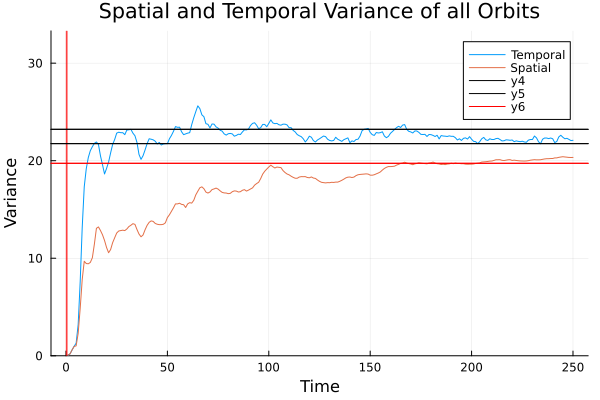 Spatial and Temporal Variance of all Orbits
Variance
30
20
10
0
Temporal
Spatial
y4
y5
y6
0 50 100 150 200 250
Time